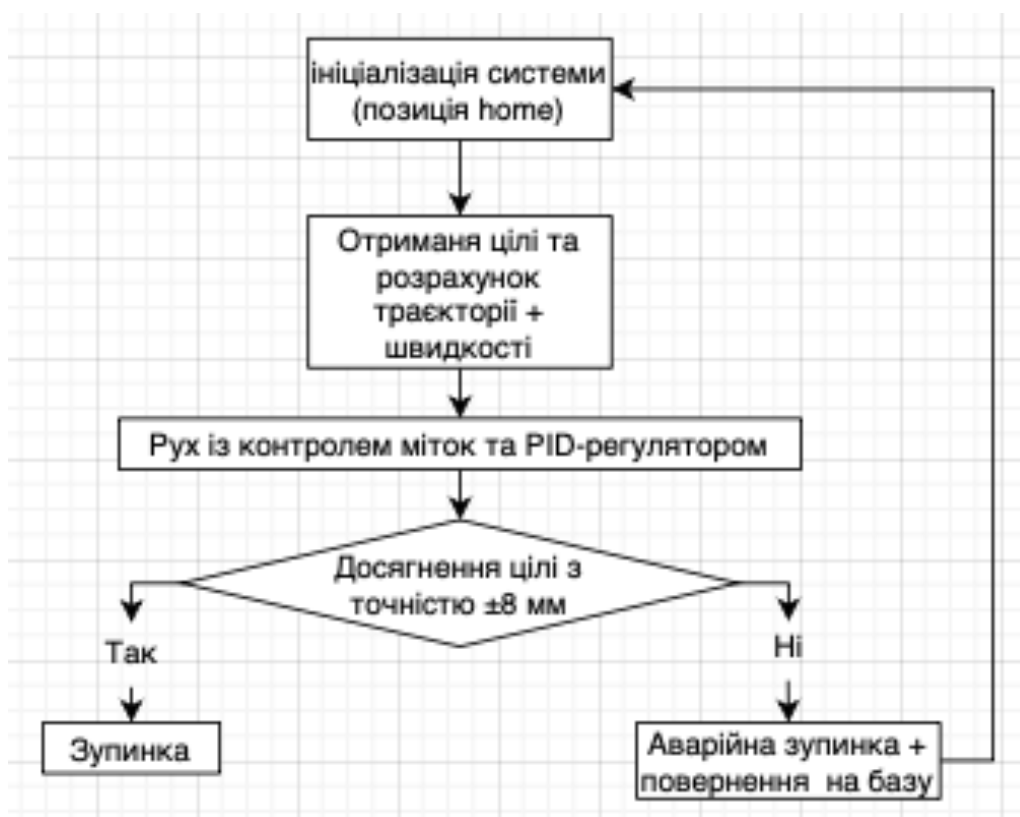 ініціалізація системи
(позиція home)
Отриманя цілі та
розрахунок
траєкторії +
швидкості
Рух із контролем міток та PID-регулятором
Досягнення цілі з
точністю ±8 мм
Так
Ні
Зупинка
Аварійна зупинка +
повернення на базу